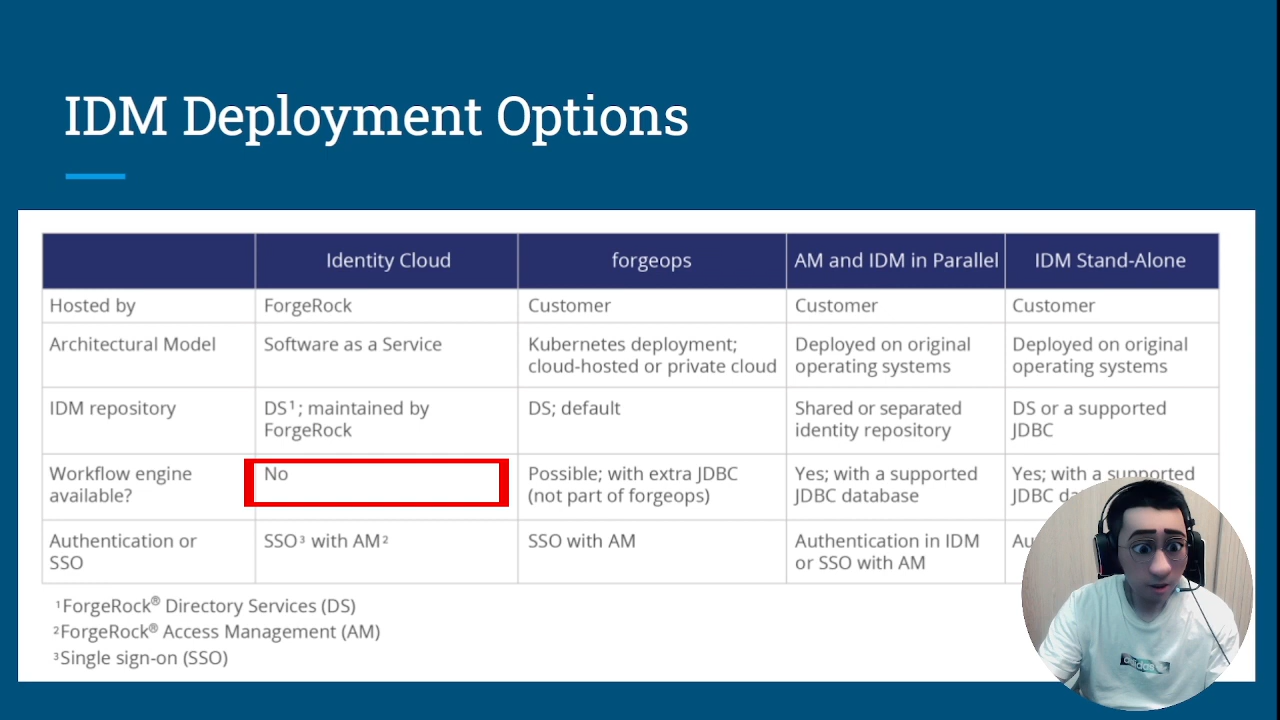 IDM Deployment Options
Identity Cloud
forgeops
AM and IDM in Parallel
IDM Stand-Alone
Hosted by
ForgeRock
Customer
Customer
Customer
Architectural Model
Software as a Service
Kubernetes deployment;
cloud-hosted or private cloud
Deployed on original
operating systems
Deployed on original
operating systems
IDM repository
DS¹; maintained by
ForgeRock
DS; default
Shared or separated
identity repository
DS or a supported
JDBC
Workflow engine
available?
No
Possible; with extra JDBC
(not part of forgeops)
Yes; with a supported
JDBC database
Yes; with a supported
JDBC
Authentication or
SSO
SSO³ with AM²
SSO with AM
Authentication in IDM
or SSO with AM
¹ForgeRock® Directory Services (DS)
²ForgeRock® Access Management (AM)
³Single sign-on (SSO)
adidas